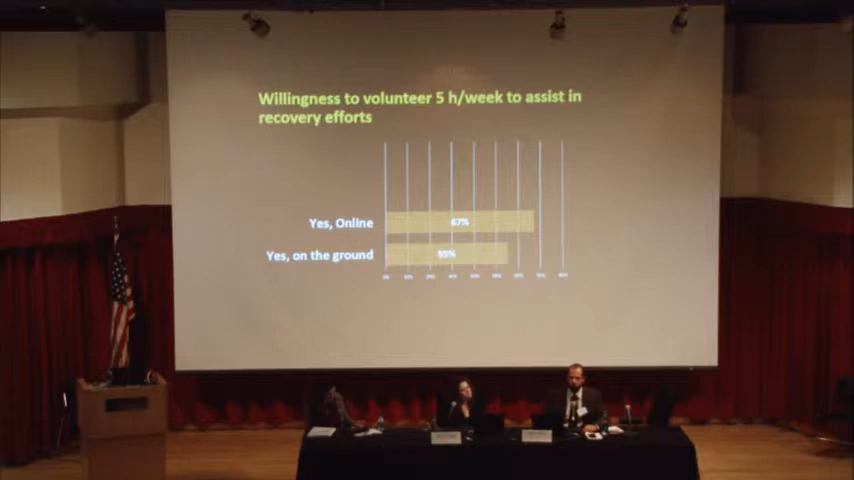 Willingness to volunteer 5 h/week to assist in
recovery efforts
Yes, Online
67%
Yes, on the ground
55%